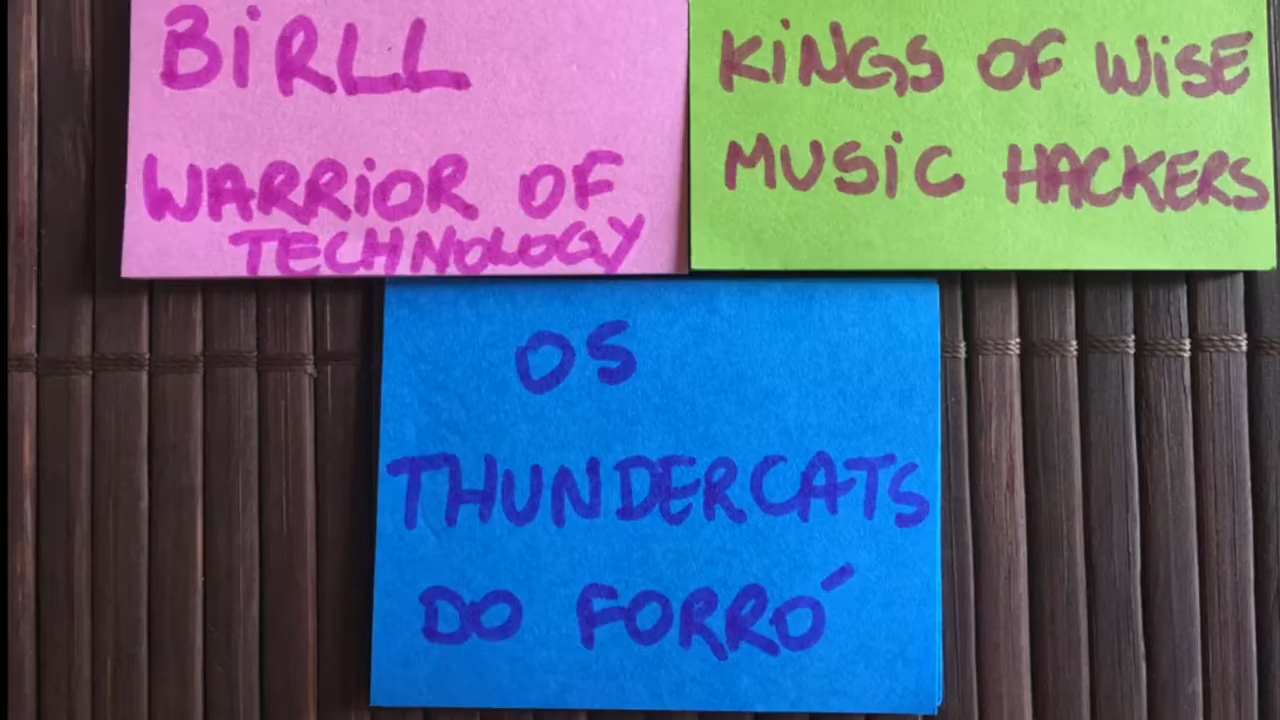 BiRLL
WARRiOR OF
TECHNOLOGY
KiNGS OF WiSE
MUSiC HACKERS
OS
THUNDERCATS
DO FORRÓ